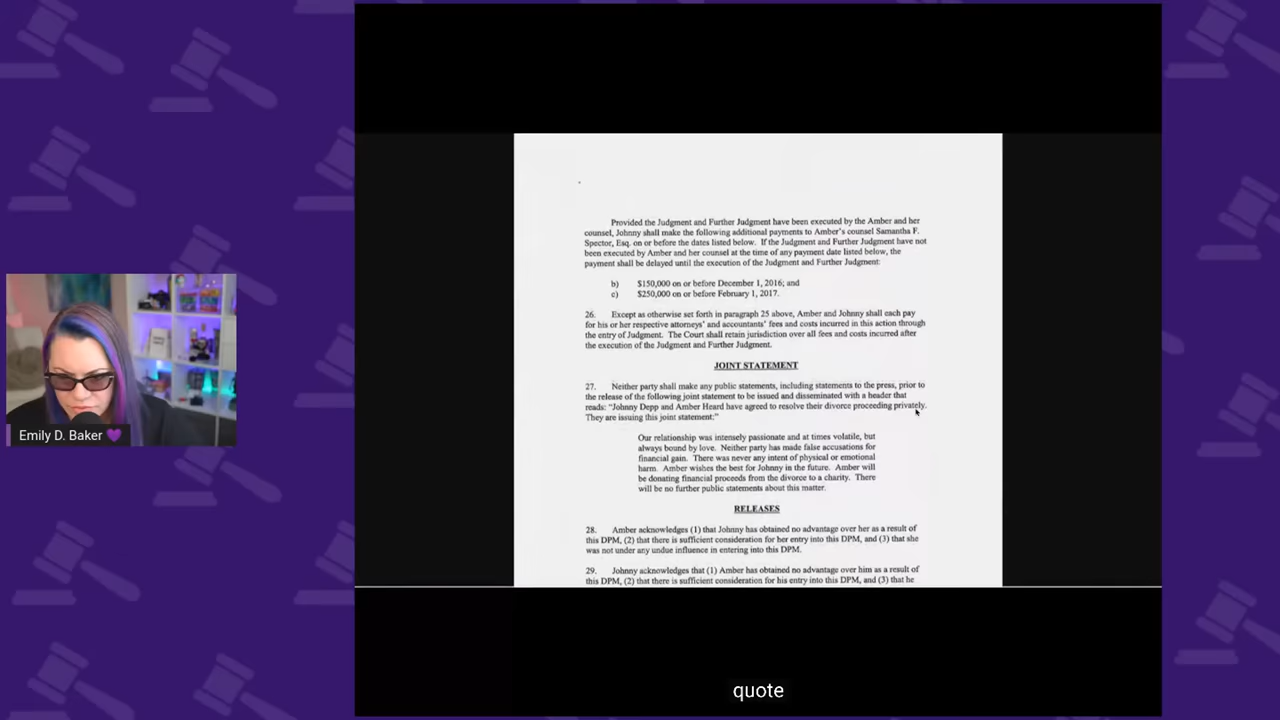 Provided the Judgment and Further Judgment have been executed by the Amber and her
counsel, Johnny shall make the following additional payments to Amber's counsel Samantha F.
Spector, Esq. on or before the dates listed below. If the Judgment and Further Judgment have not
been executed by Amber and her counsel at the time of any payment date listed below, the
payment shall be delayed until the execution of the Judgment and Further Judgment:
b) $150,000 on or before December 1, 2016; and
c) $250,000 on or before February 1, 2017.
26. Except as otherwise set forth in paragraph 25 above, Amber and Johnny shall each pay
for his or her respective attorneys' and accountants' fees and costs incurred in this action through
the entry of Judgment. The Court shall retain jurisdiction over all fees and costs incurred after
the execution of the Judgment and Further Judgment.
JOINT STATEMENT
27. Neither party shall make any public statements, including statements to the press, prior to
the release of the following joint statement to be issued and disseminated with a header that
reads: "Johnny Depp and Amber Heard have agreed to resolve their divorce proceeding privately.
They are issuing this joint statement:"
Our relationship was intensely passionate and at times volatile, but
always bound by love. Neither party has made false accusations for
financial gain. There was never any intent of physical or emotional
harm. Amber wishes the best for Johnny in the future. Amber will
be donating financial proceeds from the divorce to a charity. There
will be no further public statements about this matter.
RELEASES
28. Amber acknowledges (1) that Johnny has obtained no advantage over her as a result of
this DPM, (2) that there is sufficient consideration for her entry into this DPM, and (3) that she
was not under any undue influence in entering into this DPM.
29. Johnny acknowledges that (1) Amber has obtained no advantage over him as a result of
this DPM, (2) that there is sufficient consideration for his entry into this DPM, and (3) that he
Emily D. Baker 💜
quote